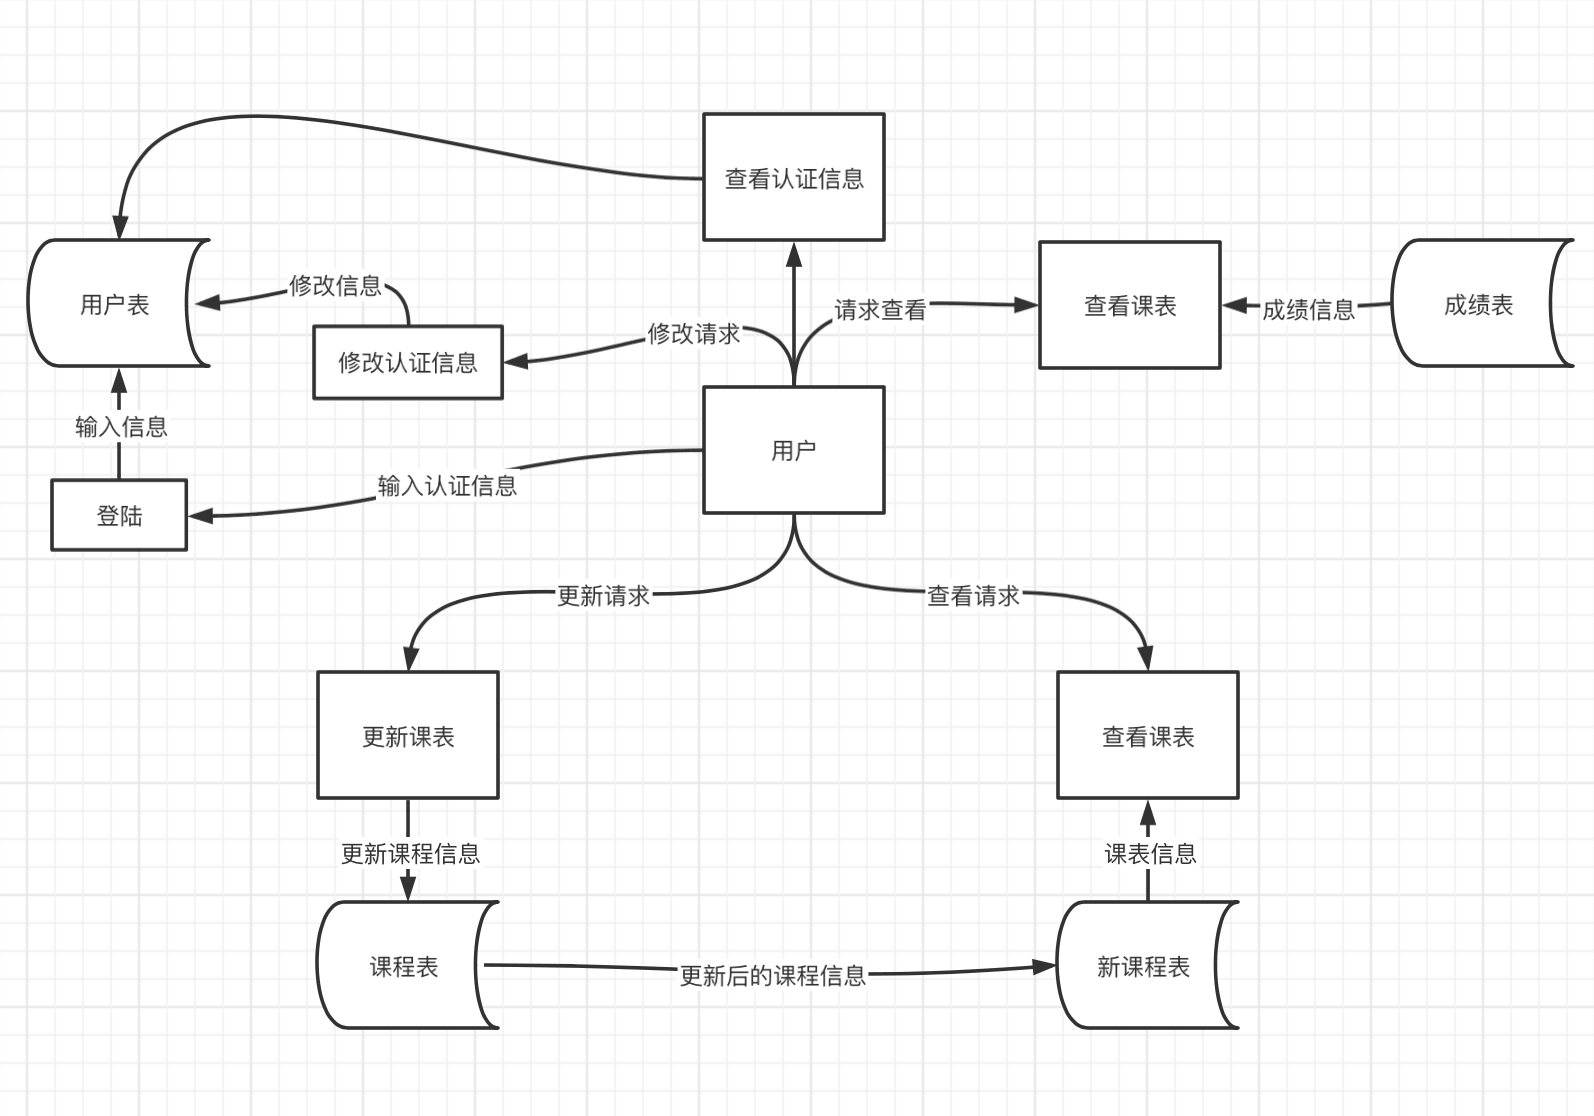 查看认证信息
用户表
修改信息
修改认证信息
修改请求
请求查看
查看课表
成绩信息
成绩表
输入信息
登陆
输入认证信息
用户
更新请求
查看请求
更新课表
查看课表
更新课程信息
课表信息
课程表
更新后的课程信息
新课程表